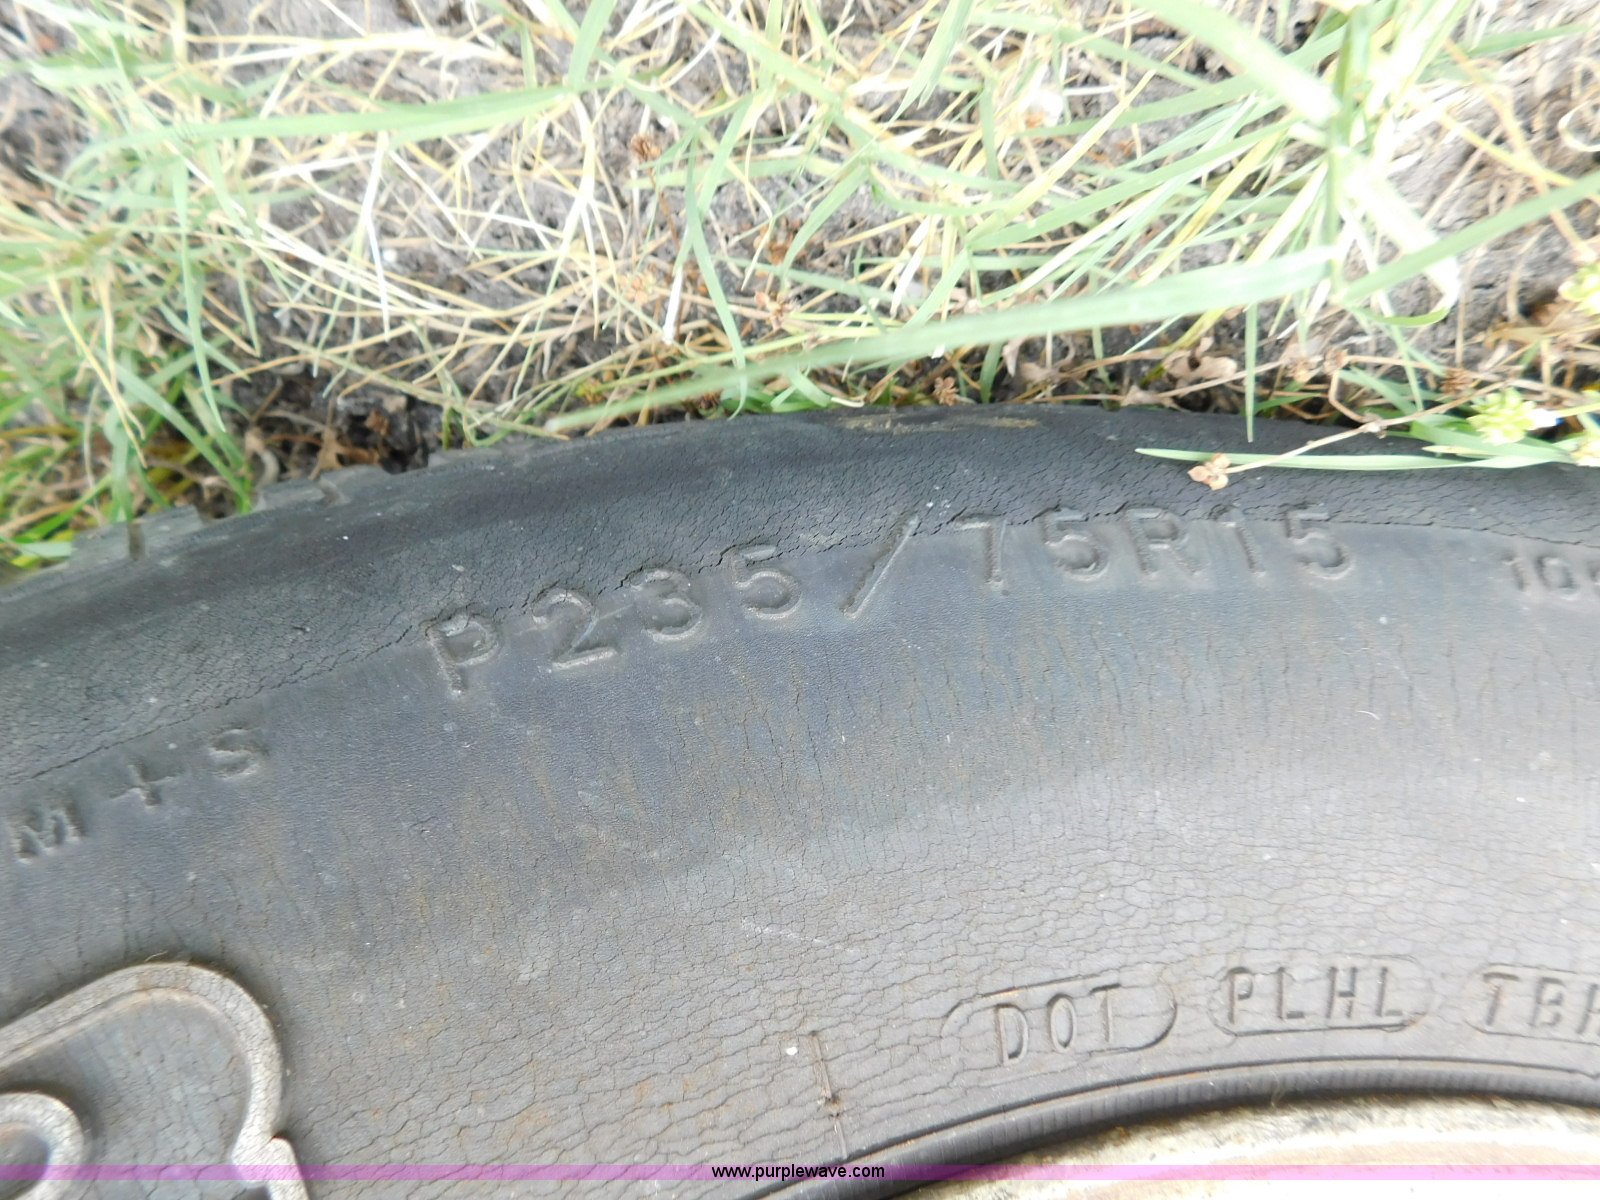 P235/75R15
M+S
DOT PLHL
www.purplewave.com